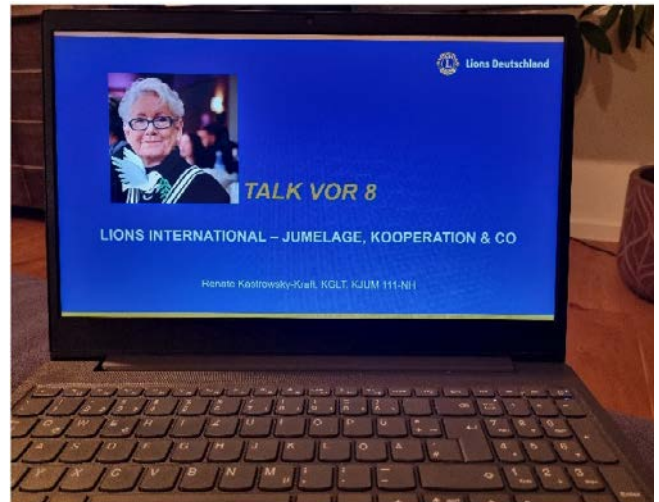 Lions Deutschland
TALK VOR 8
LIONS INTERNATIONAL – JUMELAGE, KOOPERATION & CO
Renate Kastrowsky-Kraft, KGLT, KJUM 111-NH